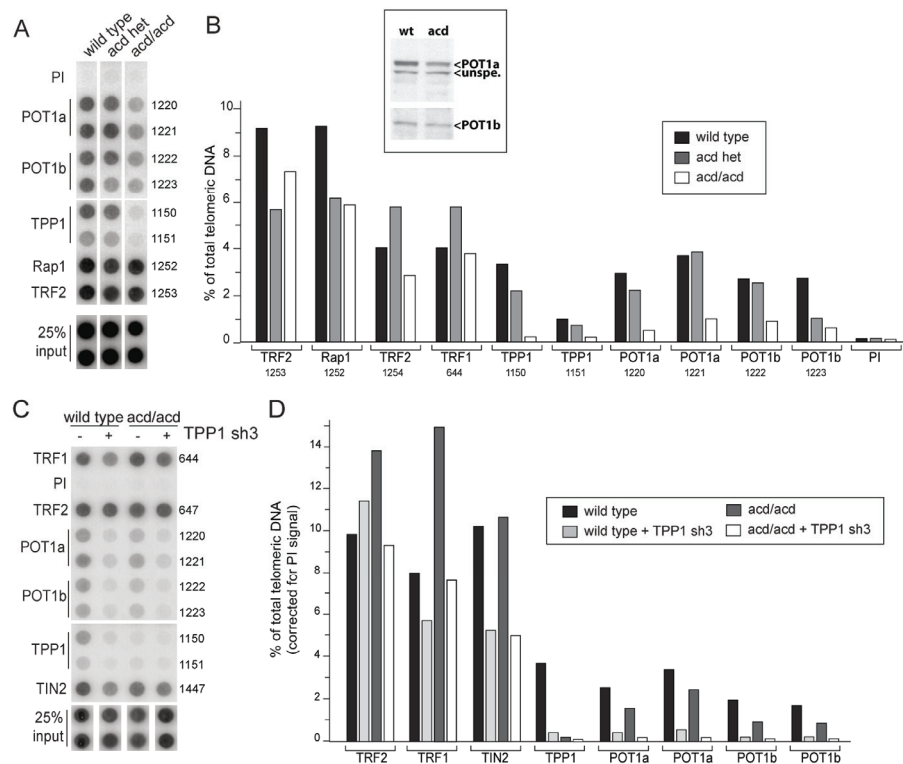 A
wild type
acd het
acd/acd
PI
POT1a
1220
1221
POT1b
1222
1223
TPP1
1150
1151
Rap1
1252
TRF2
1253
25%
input
B
wt acd
<POT1a
<unspe.
<POT1b
wild type
acd het
acd/acd
% of total telomeric DNA
10
8
6
4
2
0
TRF2 Rap1 TRF2 TRF1 TPP1 TPP1 POT1a POT1a POT1b POT1b PI
1253 1252 1254 644 1150 1151 1220 1221 1222 1223
C
wild type acd/acd
- + - + TPP1 sh3
TRF1 644
PI
TRF2 647
POT1a
1220
1221
POT1b
1222
1223
TPP1
1150
1151
TIN2 1447
25%
input
D
wild type acd/acd
wild type + TPP1 sh3 acd/acd + TPP1 sh3
% of total telomeric DNA
(corrected for PI signal)
14
12
10
8
6
4
2
0
TRF2 TRF1 TIN2 TPP1 POT1a POT1a POT1b POT1b